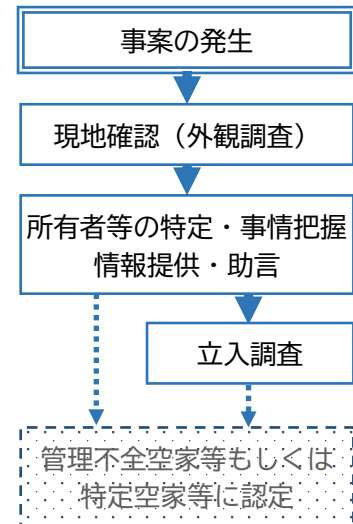 事案の発生
現地確認（外観調査）
所有者等の特定・事情把握
情報提供・助言
立入調査
管理不全空家等もしくは
特定空家等に認定